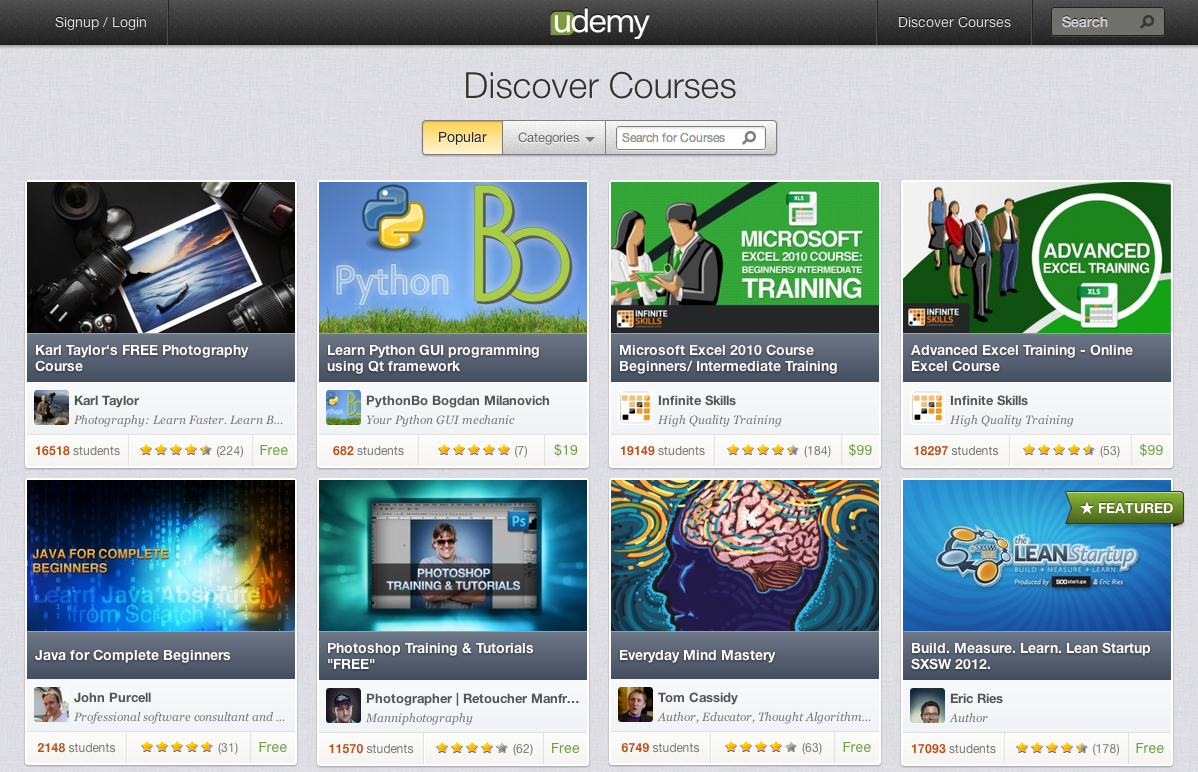 Signup / Login
udemy
Discover Courses
Search
Discover Courses
Popular
Categories
Search for Courses
Python
Bo
XLS
MICROSOFT
EXCEL 2010 COURSE:
BEGINNERS/ INTERMEDIATE
TRAINING
INFINITE
SKILLS
ADVANCED
EXCEL TRAINING
XLS
INFINITE
SKILLS
Karl Taylor's FREE Photography
Course
Learn Python GUI programming
using Qt framework
Microsoft Excel 2010 Course
Beginners/ Intermediate Training
Advanced Excel Training - Online
Excel Course
Karl Taylor
Photography: Learn Faster, Learn B...
PythonBo Bogdan Milanovich
Your Python GUI mechanic
Infinite Skills
High Quality Training
Infinite Skills
High Quality Training
16518 students
(224)
Free
682 students
(7)
$19
19149 students
(184)
$99
18297 students
(53)
$99
JAVA FOR COMPLETE
BEGINNERS
Learn Java Absolutely
from Scratch
Ps
PHOTOSHOP
TRAINING & TUTORIALS
FEATURED
@SXSW
the
LEAN Startup
BUILD + MEASURE + LEARN
Produced by 500startups & Eric Ries
Java for Complete Beginners
Photoshop Training & Tutorials
"FREE"
Everyday Mind Mastery
Build. Measure. Learn. Lean Startup
SXSW 2012.
John Purcell
Professional software consultant and ...
Photographer | Retoucher Manfr...
Manniphotography
Tom Cassidy
Author, Educator, Thought Algorithm...
Eric Ries
Author
2148 students
(31)
Free
11570 students
(62)
Free
6749 students
(63)
Free
17093 students
(178)
Free